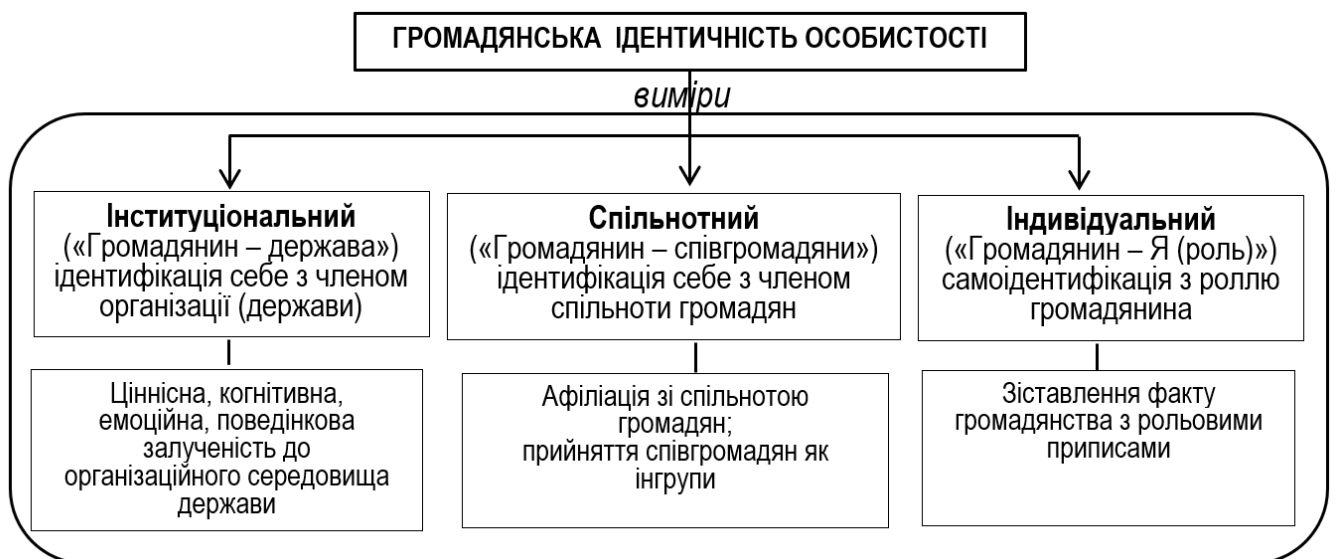 ГРОМАДЯНСЬКА ІДЕНТИЧНІСТЬ ОСОБИСТОСТІ
виміри
Інституціональний
(«Громадянин – держава»)
ідентифікація себе з членом
організації (держави)
Спільнотний
(«Громадянин – співгромадяни»)
ідентифікація себе з членом
спільноти громадян
Індивідуальний
(«Громадянин – Я (роль)»)
самоідентифікація з роллю
громадянина
Ціннісна, когнітивна,
емоційна, поведінкова
залученість до
організаційного середовища
держави
Афіліація зі спільнотою
громадян;
прийняття співгромадян як
інгрупи
Зіставлення факту
громадянства з рольовими
приписами